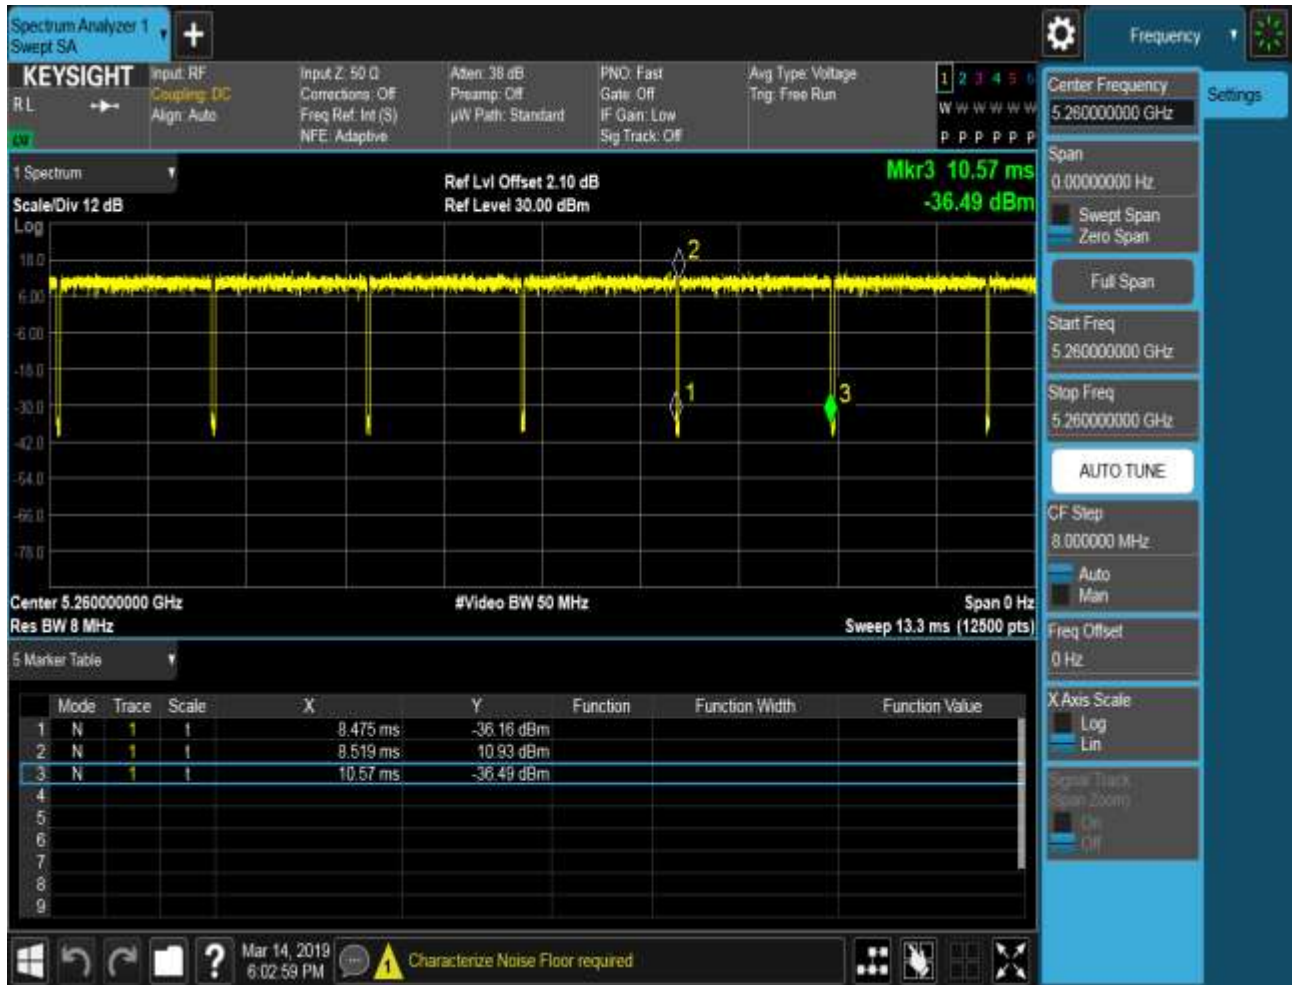 Spectrum Analyzer 1
Swept SA
Frequency
KEYSIGHT
RL
Input: RF
Coupling: DC
Align: Auto
Input Z: 50 Ω
Corrections: Off
Freq Ref: Int (S)
NFE: Adaptive
Atten: 38 dB
Preamp: Off
µW Path: Standard
PNO: Fast
Gate: Off
IF Gain: Low
Sig Track: Off
Avg Type: Voltage
Trig: Free Run
1 2 3 4 5 6
W W W W W W
P P P P P P
1 Spectrum
Scale/Div 12 dB
Ref Lvl Offset 2.10 dB
Ref Level 30.00 dBm
Mkr3 10.57 ms
-36.49 dBm
Log
18.0
6.00
-6.00
-18.0
-30.0
-42.0
-54.0
-66.0
-78.0
2
1
3
Center 5.260000000 GHz
#Video BW 50 MHz
Span 0 Hz
Res BW 8 MHz
Sweep 13.3 ms (12500 pts)
5 Marker Table
Mode Trace Scale X Y Function Function Width Function Value
1 N 1 t 8.475 ms -36.16 dBm
2 N 1 t 8.519 ms 10.93 dBm
3 N 1 t 10.57 ms -36.49 dBm
4
5
6
7
8
9
Mar 14, 2019
6:02:59 PM
1
Characterize Noise Floor required
Center Frequency
5.260000000 GHz
Settings
Span
0.00000000 Hz
Swept Span
Zero Span
Full Span
Start Freq
5.260000000 GHz
Stop Freq
5.260000000 GHz
AUTO TUNE
CF Step
8.000000 MHz
Auto
Man
Freq Offset
0 Hz
X Axis Scale
Log
Lin
Signal Track
(Span Zoom)
On
Off